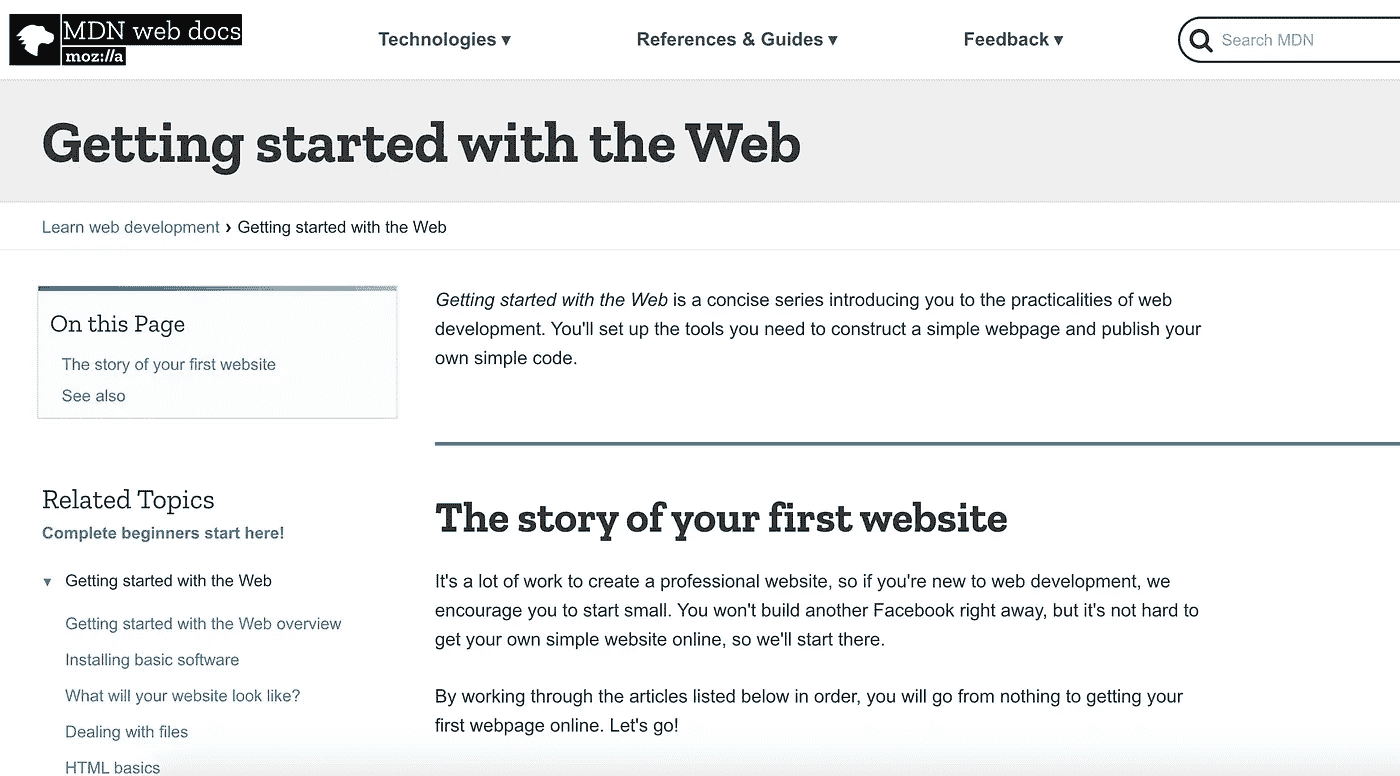 MDN web docs
moz://a
Technologies ▾
References & Guides ▾
Feedback ▾
Search MDN
Getting started with the Web
Learn web development › Getting started with the Web
On this Page
The story of your first website
See also
Related Topics
Complete beginners start here!
▾ Getting started with the Web
Getting started with the Web overview
Installing basic software
What will your website look like?
Dealing with files
HTML basics
Getting started with the Web is a concise series introducing you to the practicalities of web
development. You'll set up the tools you need to construct a simple webpage and publish your
own simple code.
The story of your first website
It's a lot of work to create a professional website, so if you're new to web development, we
encourage you to start small. You won't build another Facebook right away, but it's not hard to
get your own simple website online, so we'll start there.
By working through the articles listed below in order, you will go from nothing to getting your
first webpage online. Let's go!